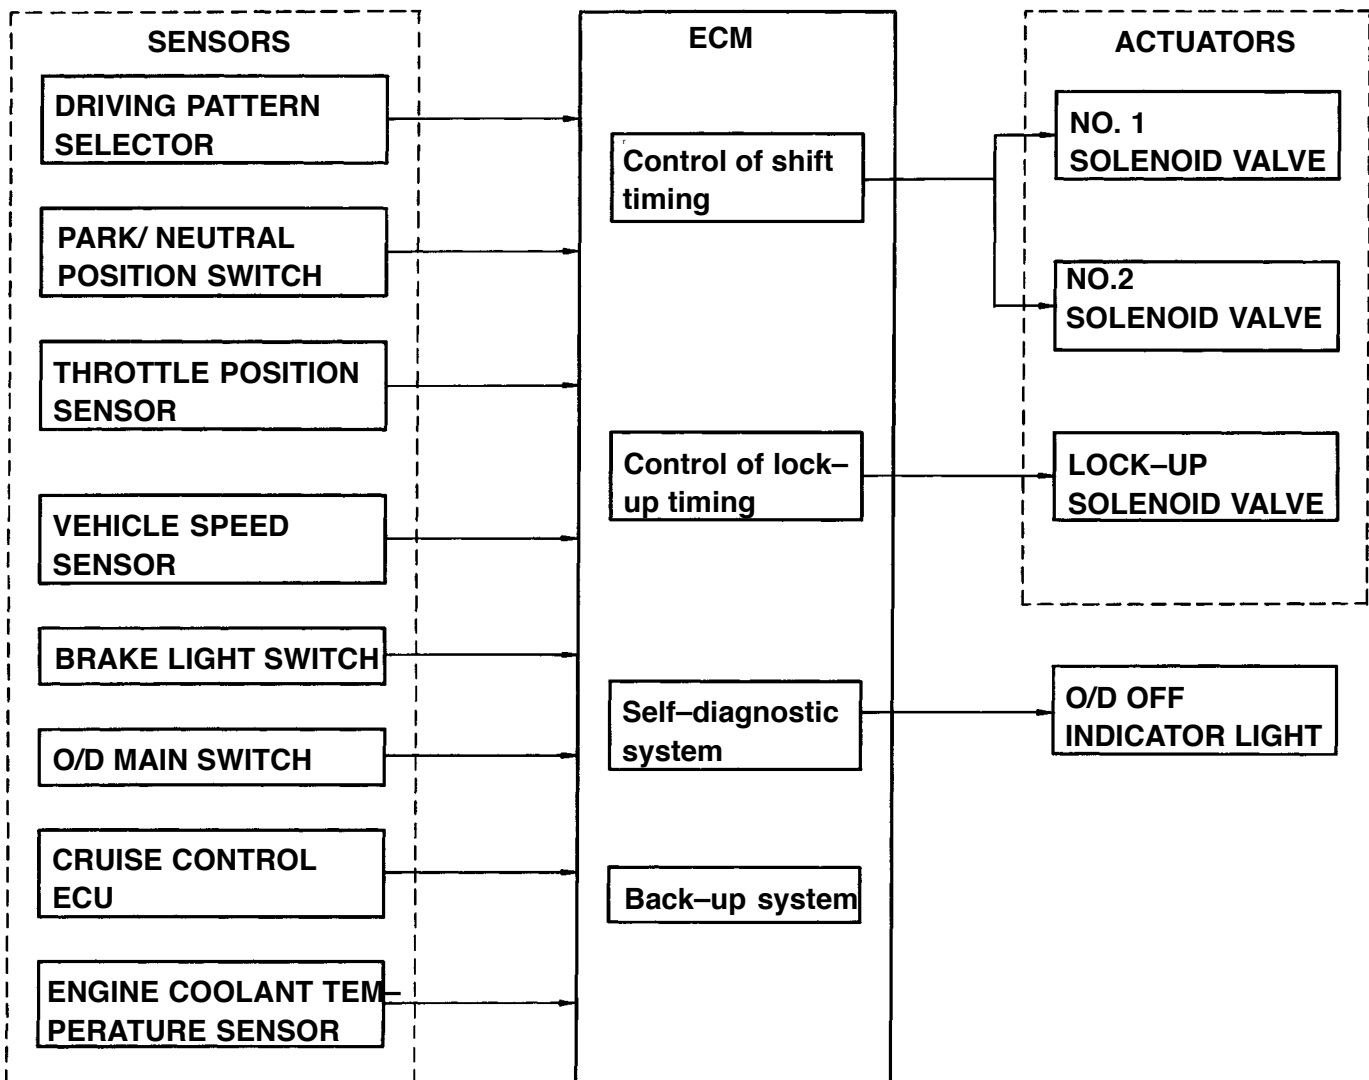 SENSORS
DRIVING PATTERN
SELECTOR
PARK/ NEUTRAL
POSITION SWITCH
THROTTLE POSITION
SENSOR
VEHICLE SPEED
SENSOR
BRAKE LIGHT SWITCH
O/D MAIN SWITCH
CRUISE CONTROL
ECU
ENGINE COOLANT TEM–
PERATURE SENSOR
ECM
Control of shift
timing
Control of lock–
up timing
Self–diagnostic
system
Back–up system
ACTUATORS
NO. 1
SOLENOID VALVE
NO.2
SOLENOID VALVE
LOCK–UP
SOLENOID VALVE
O/D OFF
INDICATOR LIGHT